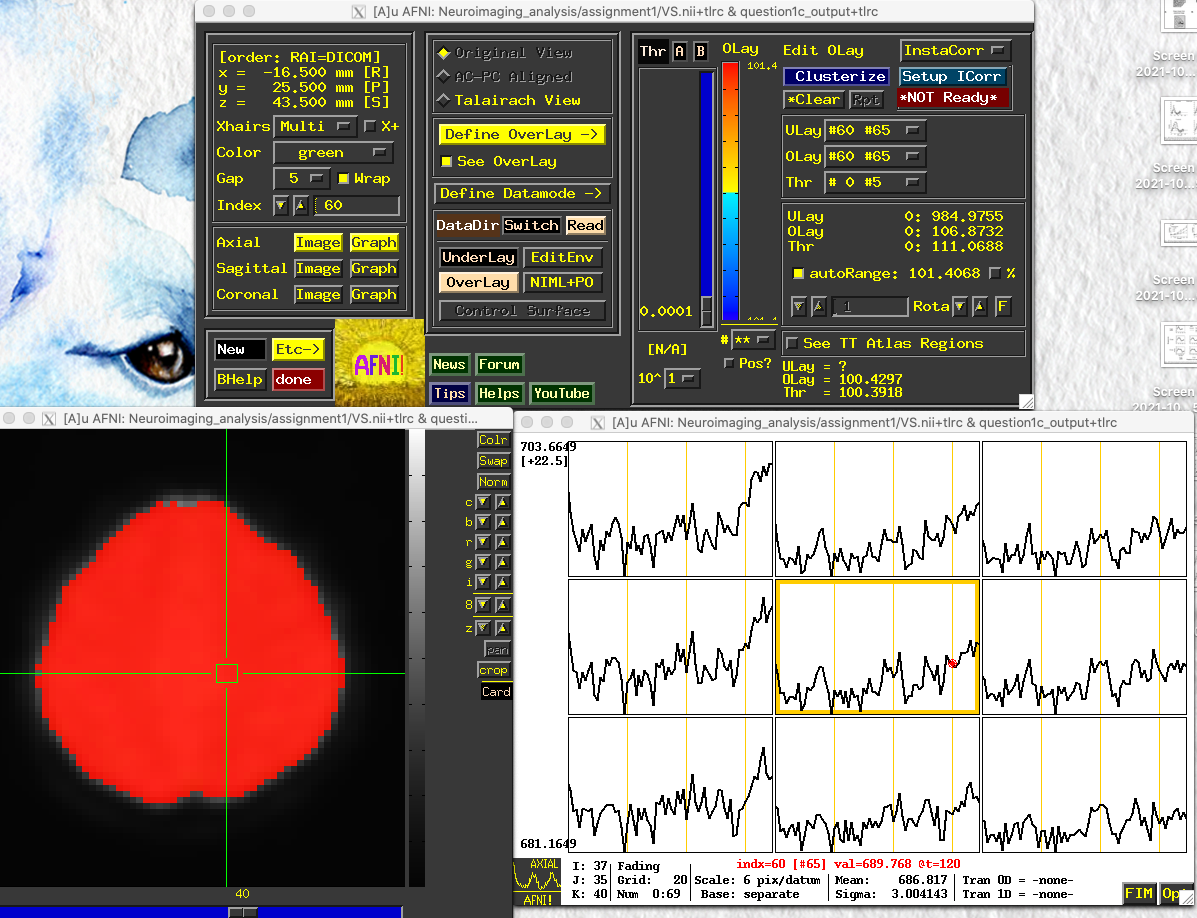 [A]u AFNI: Neuroimaging_analysis/assignment1/VS.nii+tlrc & question1c_output+tlrc
[order: RAI=DICOM]
x = -16.500 mm [R]
y = 25.500 mm [P]
z = 43.500 mm [S]
Xhairs Multi X+
Color green
Gap 5 Wrap
Index 60
Axial Image Graph
Sagittal Image Graph
Coronal Image Graph
New Etc->
BHelp done
AFNI!
Original View
AC-PC Aligned
Talairach View
Define OverLay ->
See OverLay
Define Datamode ->
DataDir Switch Read
UnderLay EditEnv
OverLay NIML+PO
Control Surface
News Forum
Tips Helps YouTube
Thr A B OLay
101.4
0.0001
[N/A]
10^ 1
# **
Pos?
Edit OLay InstaCorr
Clusterize Setup ICorr
*Clear Rpt *NOT Ready*
ULay #60 #65
OLay #60 #65
Thr # 0 #5
ULay 0: 984.9755
OLay 0: 106.8732
Thr 0: 111.0688
autoRange: 101.4068 %
1 Rota F
See TT Atlas Regions
ULay = ?
OLay = 100.4297
Thr = 100.3918
Screen
2021-10...
Screen
2021-10...
Screen
2021-10...
Screen
2021-10...
[A]u AFNI: Neuroimaging_analysis/assignment1/VS.nii+tlrc & questi...
Colr
Swap
Norm
c
b
r
g
i
8
z
pan
crop
Card
40
[A]u AFNI: Neuroimaging_analysis/assignment1/VS.nii+tlrc & question1c_output+tlrc
703.6649
[+22.5]
681.1649
AXIAL
AFNI!
indx=60 [#65] val=689.768 @t=120
I: 37 Fading
J: 35 Grid: 20 Scale: 6 pix/datum Mean: 686.817 Tran 0D = -none-
K: 40 Num 0:69 Base: separate Sigma: 3.004143 Tran 1D = -none-
FIM